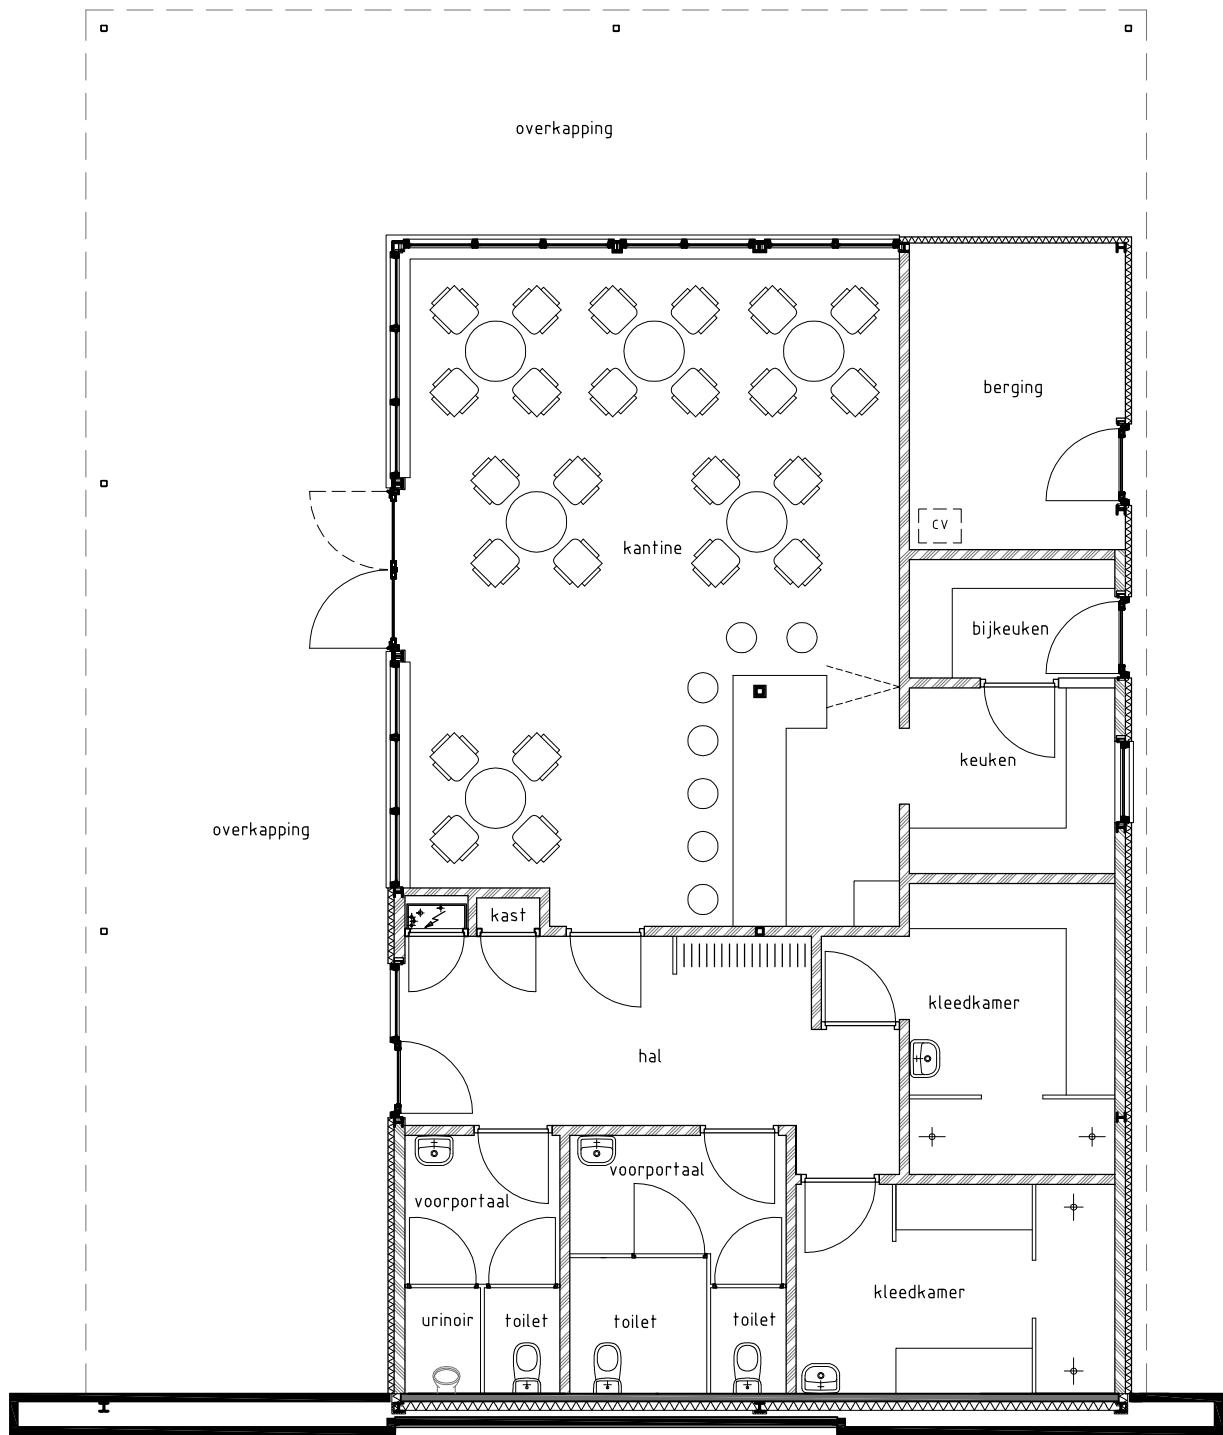 overkapping
berging
cv
kantine
bijkeuken
keuken
overkapping
kast
kleedkamer
hal
voorportaal
voorportaal
kleedkamer
urinoir
toilet
toilet
toilet